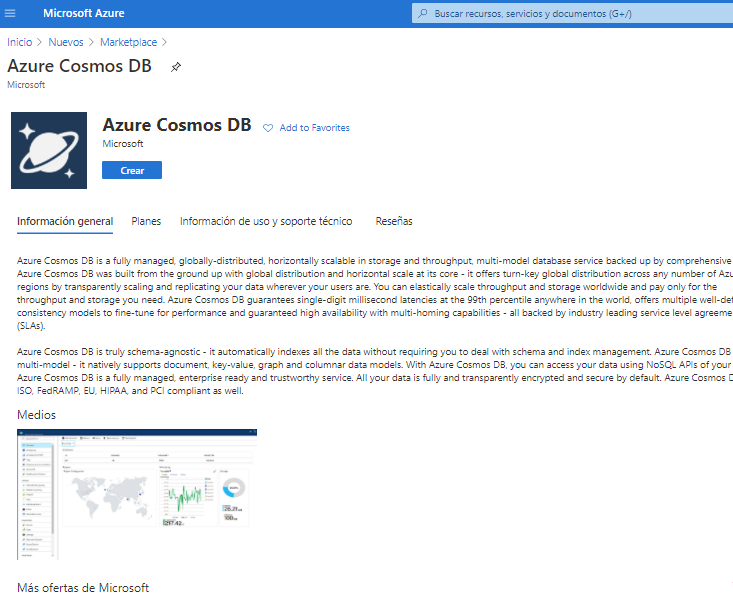 Microsoft Azure
Buscar recursos, servicios y documentos (G+/)
Inicio > Nuevos > Marketplace >
Azure Cosmos DB
Microsoft
Azure Cosmos DB
Add to Favorites
Microsoft
Crear
Información general Planes Información de uso y soporte técnico Reseñas
Azure Cosmos DB is a fully managed, globally-distributed, horizontally scalable in storage and throughput, multi-model database service backed up by comprehensive
Azure Cosmos DB was built from the ground up with global distribution and horizontal scale at its core - it offers turn-key global distribution across any number of Azu
regions by transparently scaling and replicating your data wherever your users are. You can elastically scale throughput and storage worldwide and pay only for the
throughput and storage you need. Azure Cosmos DB guarantees single-digit millisecond latencies at the 99th percentile anywhere in the world, offers multiple well-def
consistency models to fine-tune for performance and guaranteed high availability with multi-homing capabilities - all backed by industry leading service level agreeme
(SLAs).
Azure Cosmos DB is truly schema-agnostic - it automatically indexes all the data without requiring you to deal with schema and index management. Azure Cosmos DB
multi-model - it natively supports document, key-value, graph and columnar data models. With Azure Cosmos DB, you can access your data using NoSQL APIs of your
Azure Cosmos DB is a fully managed, enterprise ready and trustworthy service. All your data is fully and transparently encrypted and secure by default. Azure Cosmos D
ISO, FedRAMP, EU, HIPAA, and PCI compliant as well.
Medios
Más ofertas de Microsoft